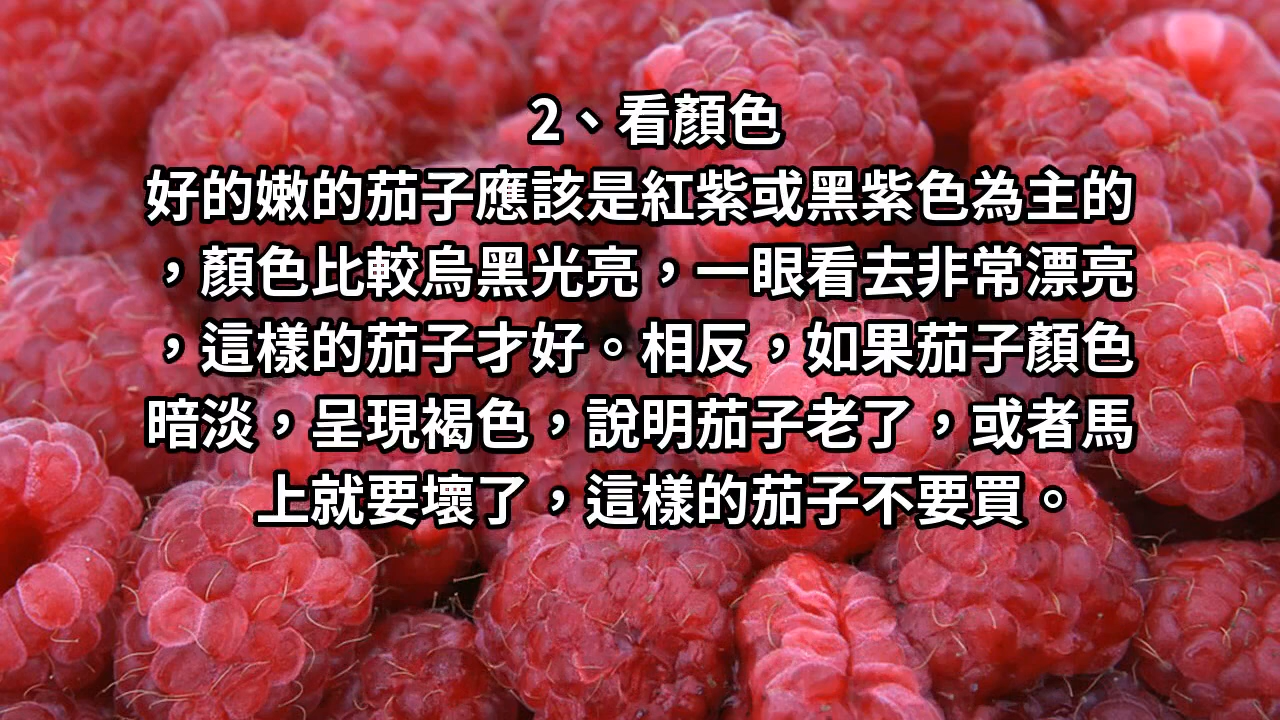 2、看顏色
好的嫩的茄子應該是紅紫或黑紫色為主的
，顏色比較烏黑光亮，一眼看去非常漂亮
，這樣的茄子才好。相反，如果茄子顏色
暗淡，呈現褐色，說明茄子老了，或者馬
上就要壞了，這樣的茄子不要買。